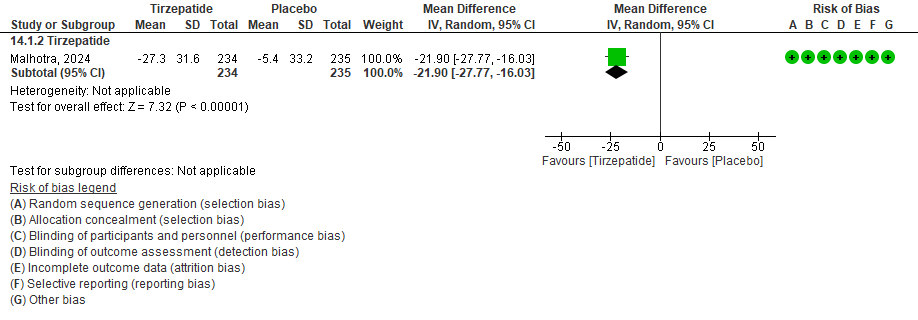 Tirzepatide Placebo Mean Difference Mean Difference Risk of Bias
Study or Subgroup Mean SD Total Mean SD Total Weight IV, Random, 95% CI IV, Random, 95% CI A B C D E F G
14.1.2 Tirzepatide
Malhotra, 2024 -27.3 31.6 234 -5.4 33.2 235 100.0% -21.90 [-27.77, -16.03] + + + + + + +
Subtotal (95% CI) 234 235 100.0% -21.90 [-27.77, -16.03]
Heterogeneity: Not applicable
Test for overall effect: Z = 7.32 (P < 0.00001)
-50 -25 0 25 50
Favours [Tirzepatide] Favours [Placebo]
Test for subgroup differences: Not applicable
Risk of bias legend
(A) Random sequence generation (selection bias)
(B) Allocation concealment (selection bias)
(C) Blinding of participants and personnel (performance bias)
(D) Blinding of outcome assessment (detection bias)
(E) Incomplete outcome data (attrition bias)
(F) Selective reporting (reporting bias)
(G) Other bias